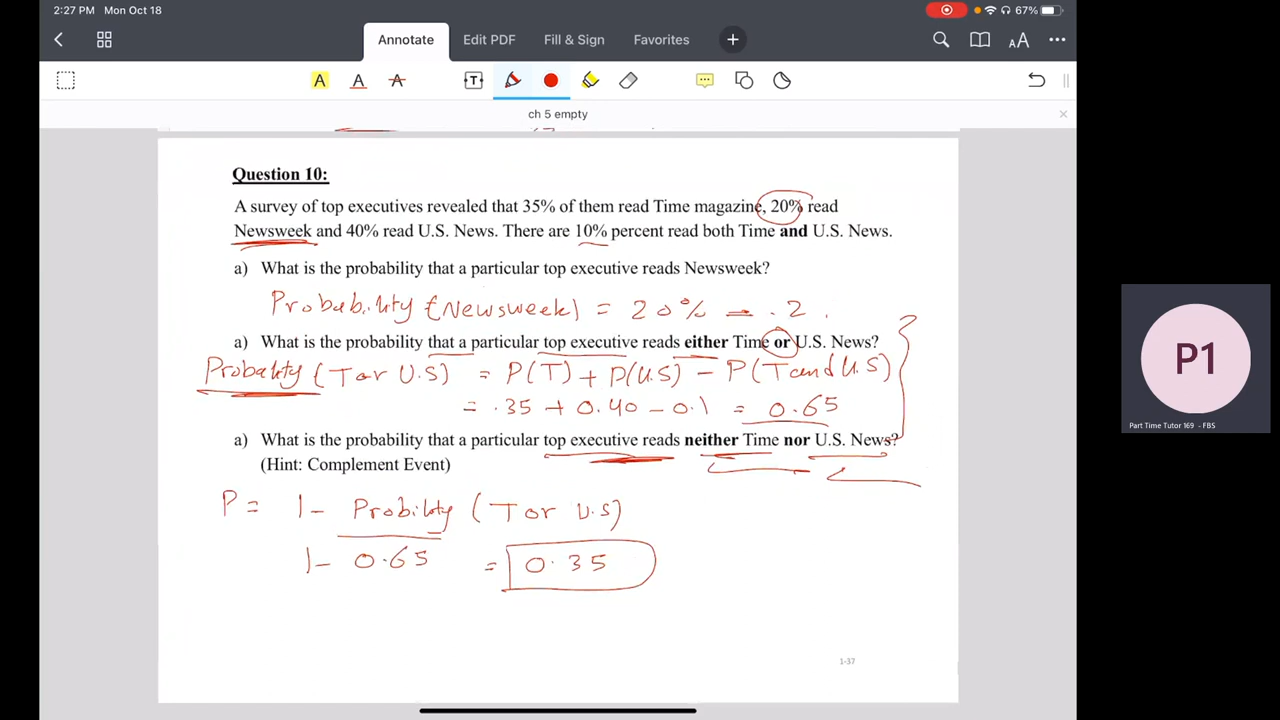 2:27 PM Mon Oct 18
67%
Annotate Edit PDF Fill & Sign Favorites
ch 5 empty
Question 10:
A survey of top executives revealed that 35% of them read Time magazine, 20% read
Newsweek and 40% read U.S. News. There are 10% percent read both Time and U.S. News.
a) What is the probability that a particular top executive reads Newsweek?
Probability (Newsweek) = 20% → .2
a) What is the probability that a particular top executive reads either Time or U.S. News?
Probality (T or U.S) = P(T) + P(U.S) - P(T and U.S)
= .35 + 0.40 - 0.1 = 0.65
a) What is the probability that a particular top executive reads neither Time nor U.S. News?
(Hint: Complement Event)
P = 1 - Probility (T or U.S)
1 - 0.65 = 0.35
1-37
P1
Part Time Tutor 169 - FBS